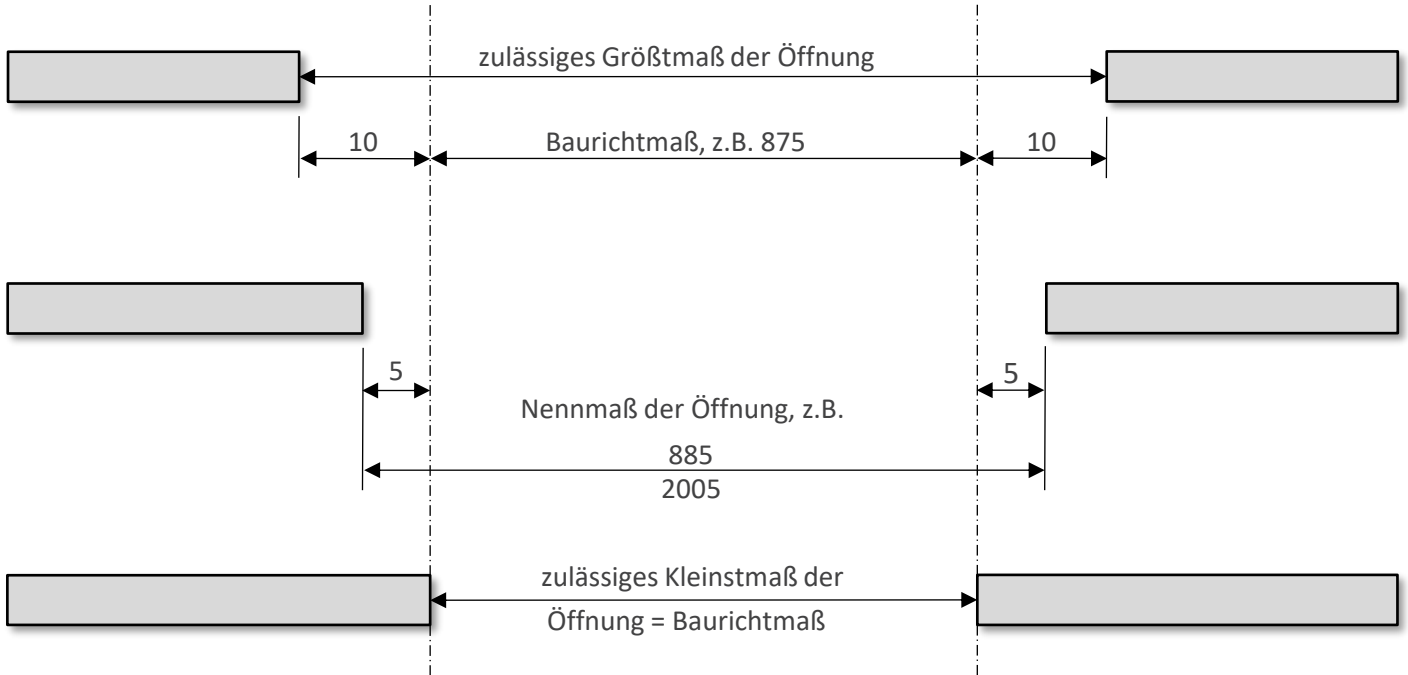 zulässiges Größtmaß der Öffnung
10
Baurichtmaß, z.B. 875
10
5
5
Nennmaß der Öffnung, z.B.
885
2005
zulässiges Kleinstmaß der
Öffnung = Baurichtmaß